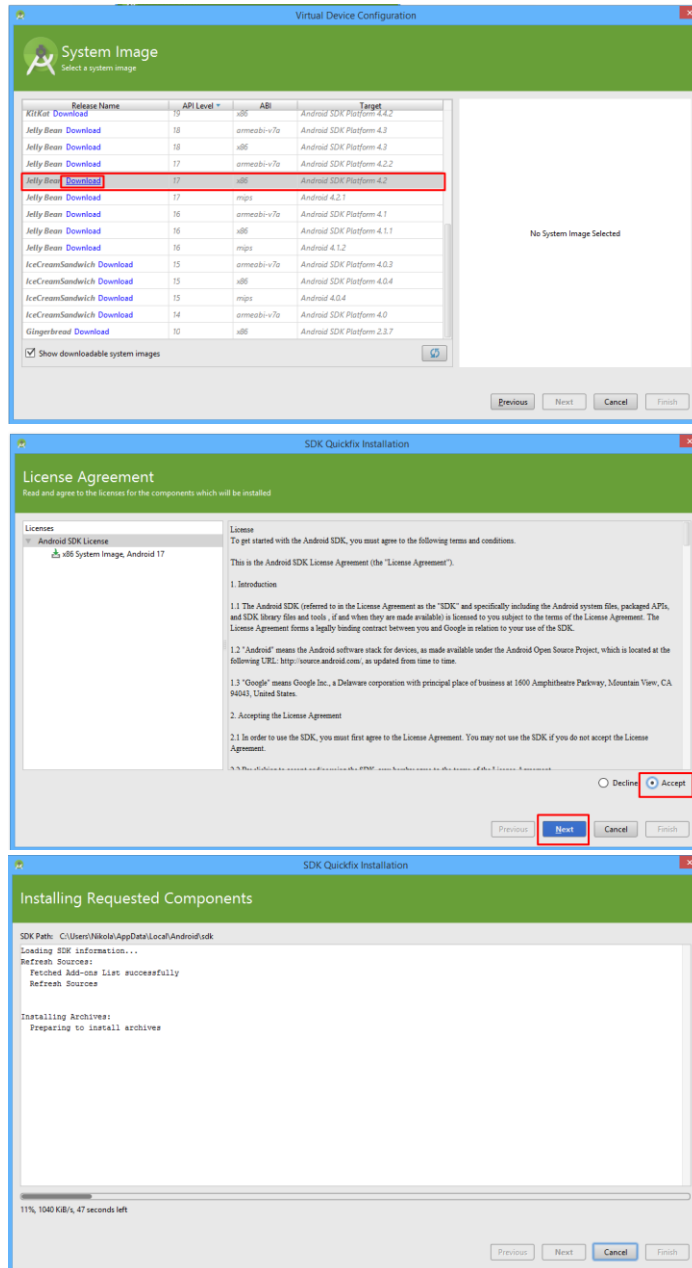 Virtual Device Configuration
System Image
Select a system image
Release Name API Level ABI Target
KitKat Download 19 x86 Android SDK Platform 4.4.2
Jelly Bean Download 18 armeabi-v7a Android SDK Platform 4.3
Jelly Bean Download 18 x86 Android SDK Platform 4.3
Jelly Bean Download 17 armeabi-v7a Android SDK Platform 4.2.2
Jelly Bean Download 17 x86 Android SDK Platform 4.2
Jelly Bean Download 17 mips Android 4.2.1
Jelly Bean Download 16 armeabi-v7a Android SDK Platform 4.1
Jelly Bean Download 16 x86 Android SDK Platform 4.1.1
Jelly Bean Download 16 mips Android 4.1.2
IceCreamSandwich Download 15 armeabi-v7a Android SDK Platform 4.0.3
IceCreamSandwich Download 15 x86 Android SDK Platform 4.0.4
IceCreamSandwich Download 15 mips Android 4.0.4
IceCreamSandwich Download 14 armeabi-v7a Android SDK Platform 4.0
Gingerbread Download 10 x86 Android SDK Platform 2.3.7
No System Image Selected
Show downloadable system images
Previous Next Cancel Finish
SDK Quickfix Installation
License Agreement
Read and agree to the licenses for the components which will be installed
Licenses
Android SDK License
x86 System Image, Android 17
License
To get started with the Android SDK, you must agree to the following terms and conditions.
This is the Android SDK License Agreement (the "License Agreement").
1. Introduction
1.1 The Android SDK (referred to in the License Agreement as the "SDK" and specifically including the Android system files, packaged APIs,
and SDK library files and tools , if and when they are made available) is licensed to you subject to the terms of the License Agreement. The
License Agreement forms a legally binding contract between you and Google in relation to your use of the SDK.
1.2 "Android" means the Android software stack for devices, as made available under the Android Open Source Project, which is located at the
following URL: http://source.android.com/, as updated from time to time.
1.3 "Google" means Google Inc., a Delaware corporation with principal place of business at 1600 Amphitheatre Parkway, Mountain View, CA
94043, United States.
2. Accepting the License Agreement
2.1 In order to use the SDK, you must first agree to the License Agreement. You may not use the SDK if you do not accept the License
Agreement.
Decline Accept
Previous Next Cancel Finish
SDK Quickfix Installation
Installing Requested Components
SDK Path: C:\Users\Nikola\AppData\Local\Android\sdk
Loading SDK information...
Refresh Sources:
Fetched Add-ons List successfully
Refresh Sources
Installing Archives:
Preparing to install archives
11%, 1040 KiB/s, 47 seconds left
Previous Next Cancel Finish